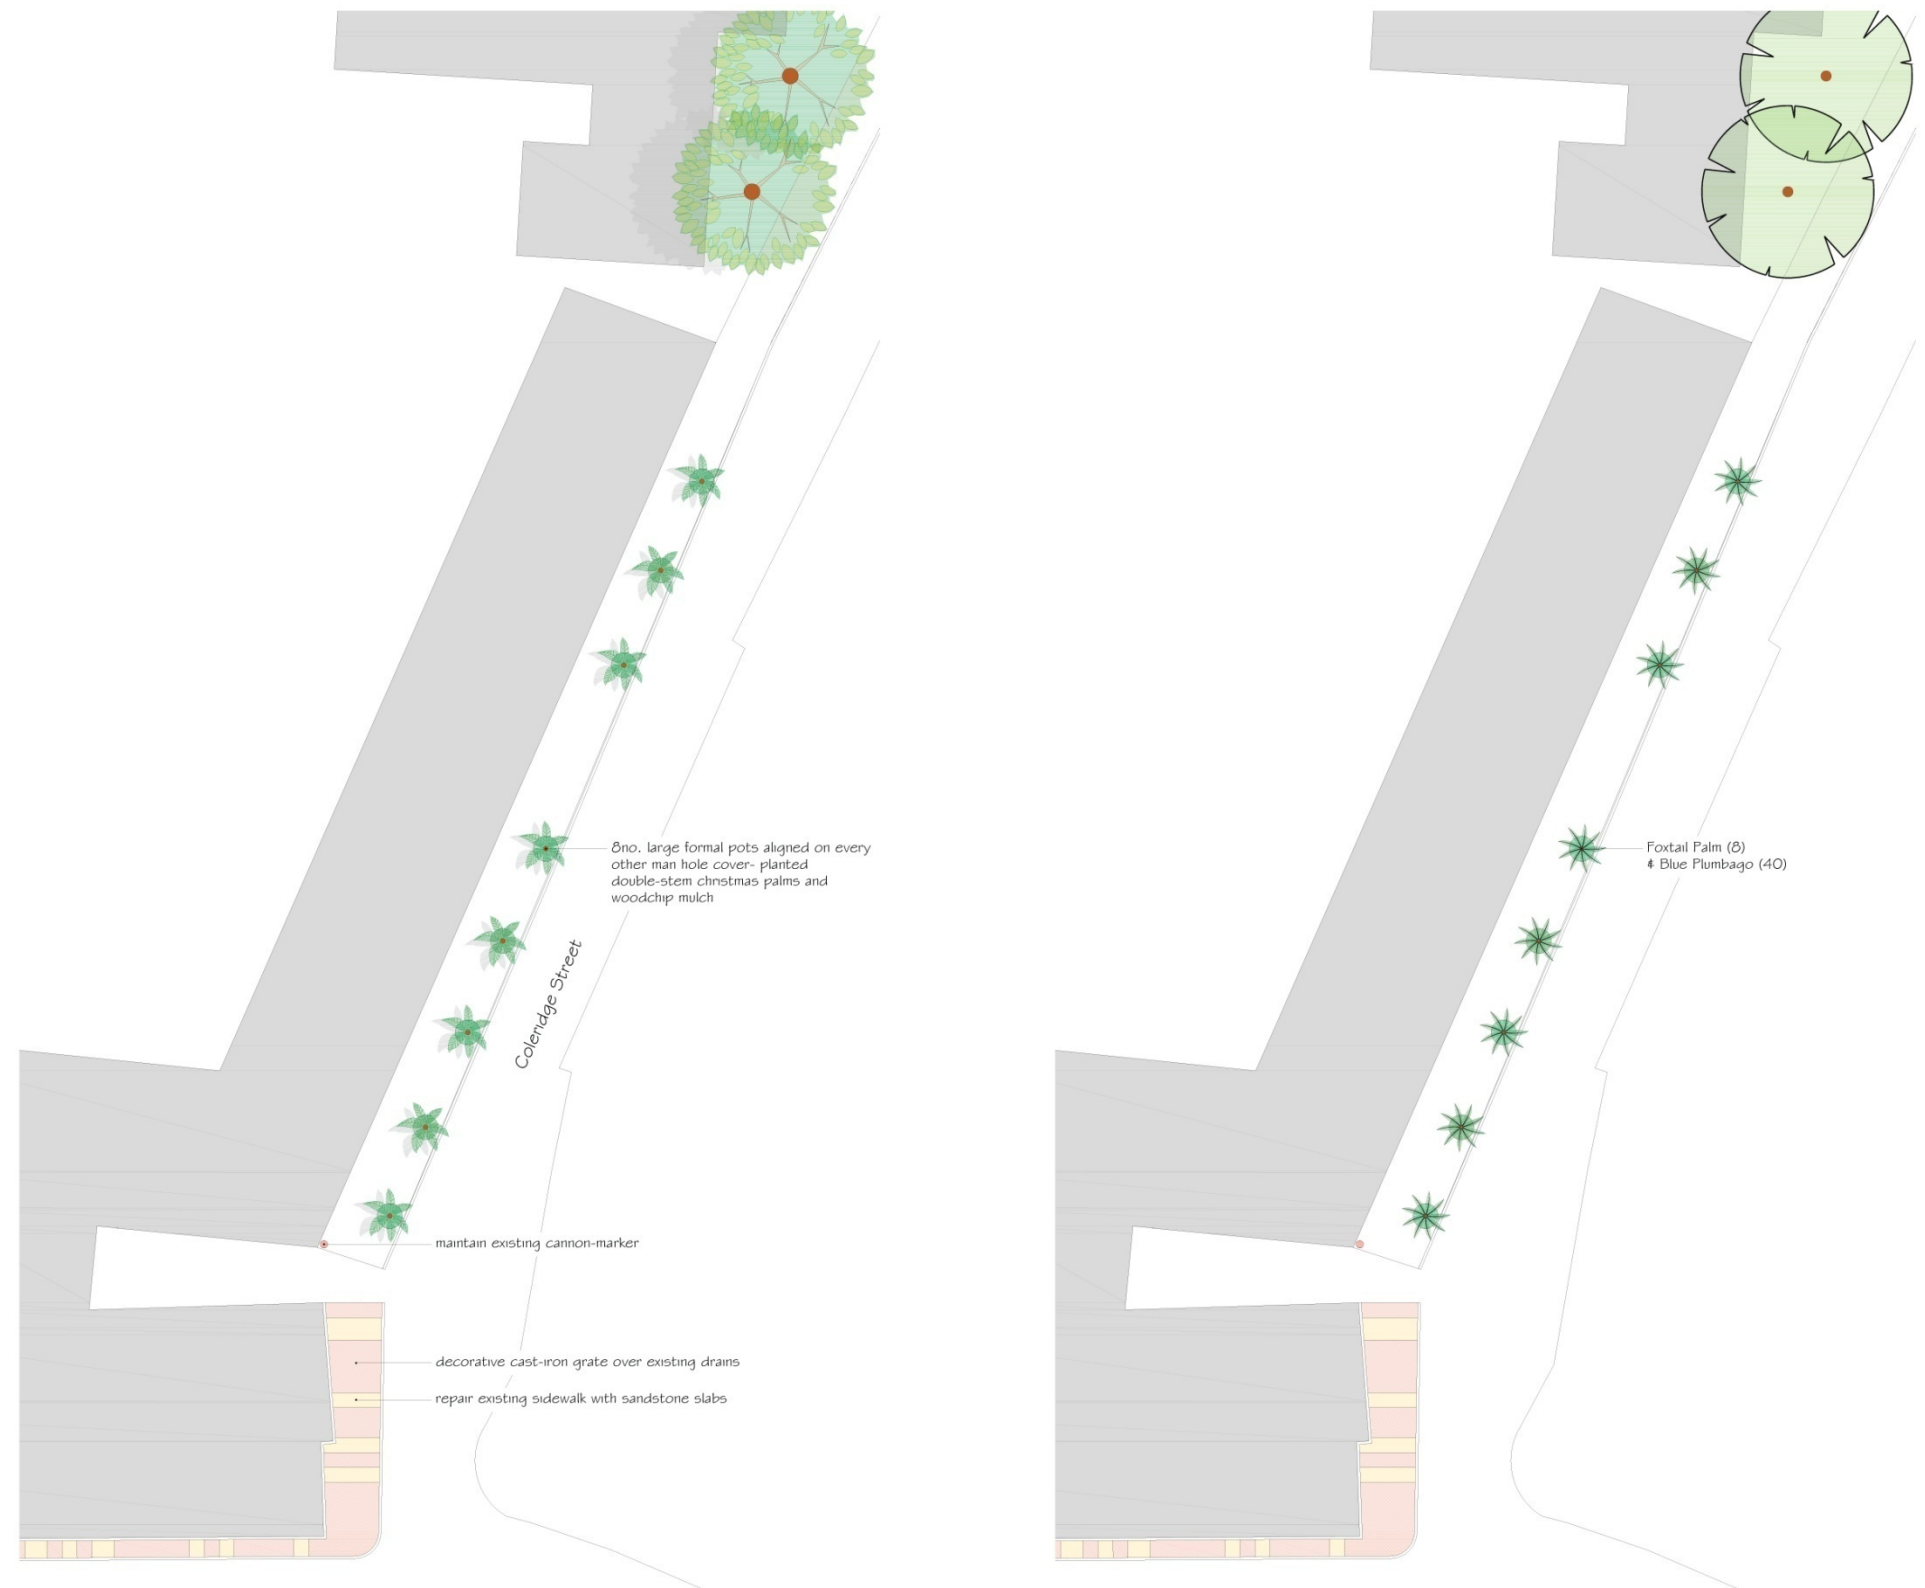 8no. large formal pots aligned on every
other man hole cover- planted
double-stem christmas palms and
woodchip mulch
Coleridge Street
maintain existing cannon-marker
decorative cast-iron grate over existing drains
repair existing sidewalk with sandstone slabs
Foxtail Palm (8)
& Blue Plumbago (40)